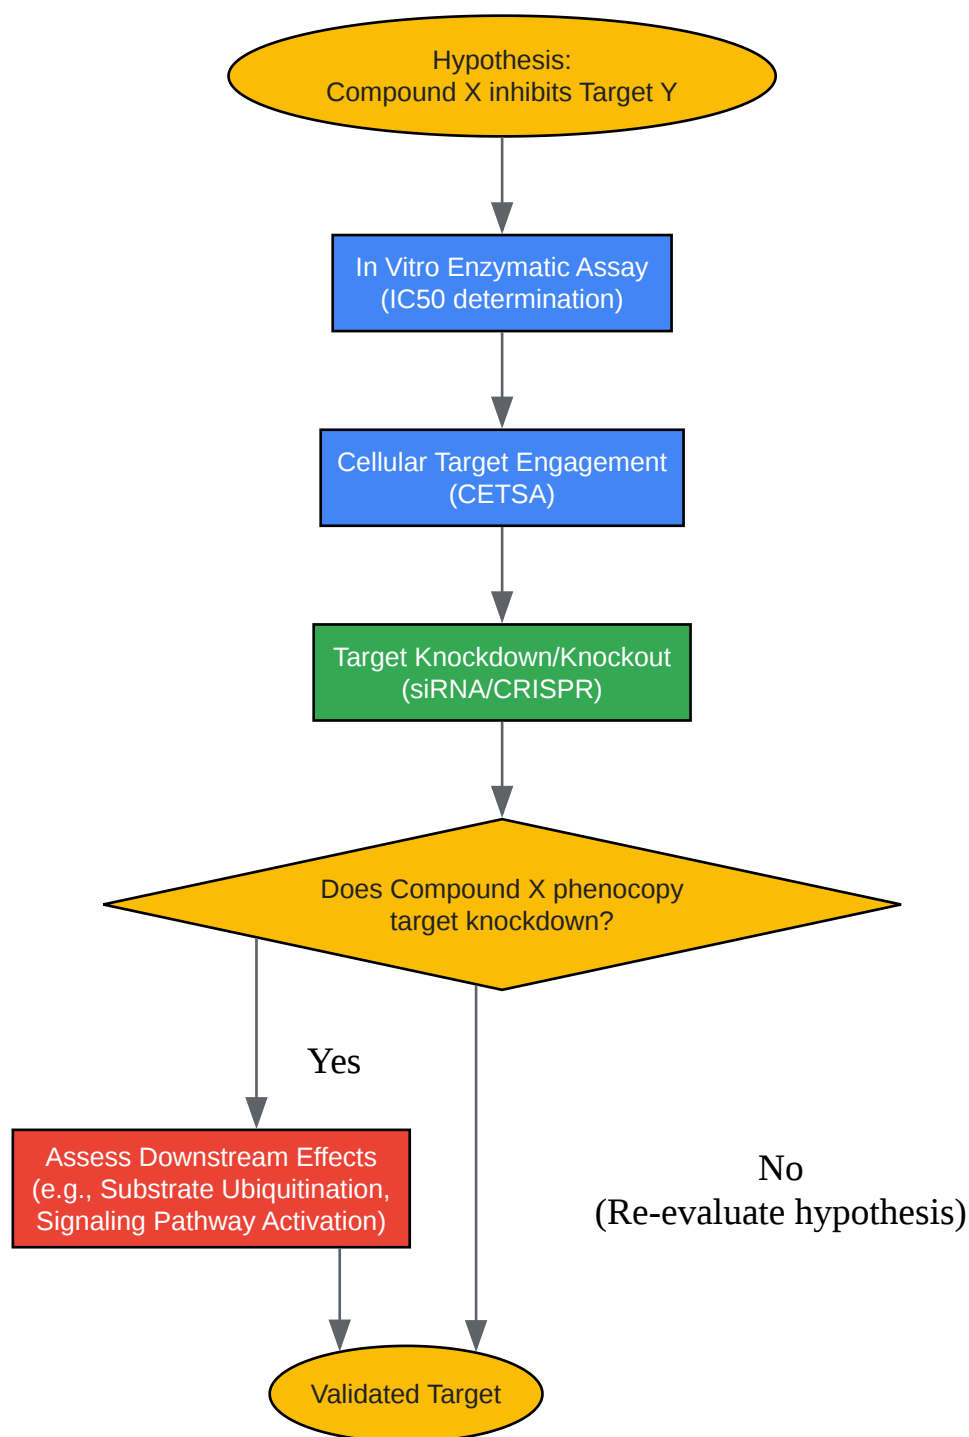 Hypothesis:
Compound X inhibits Target Y
In Vitro Enzymatic Assay
(IC50 determination)
Cellular Target Engagement
(CETSA)
Target Knockdown/Knockout
(siRNA/CRISPR)
Does Compound X phenocopy
target knockdown?
Yes
Assess Downstream Effects
(e.g., Substrate Ubiquitination,
Signaling Pathway Activation)
No
(Re-evaluate hypothesis)
Validated Target